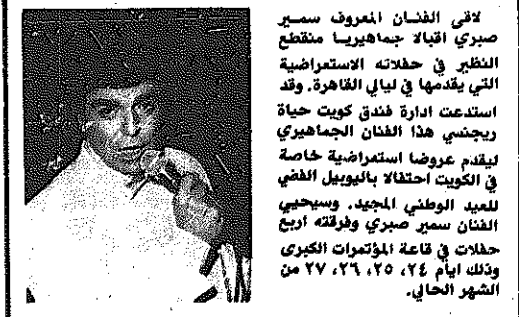 لاقى الفنان المعروف سمير
صبري اقبالا جماهيريا منقطع
النظير في حفلاته الاستعراضية
التي يقدمها في ليالي القاهرة. وقد
استدعت ادارة فندق كويت حياة
ريجنسي هذا الفنان الجماهيري
ليقدم عروضا استعراضية خاصة
في الكويت احتفالا باليوبيل الفضي
للعيد الوطني المجيد. وسيحيي
الفنان سمير صبري وفرقته اربع
حفلات في قاعة المؤتمرات الكبرى
وذلك ايام ٢٤، ٢٥، ٢٦، ٢٧ من
الشهر الحالي.